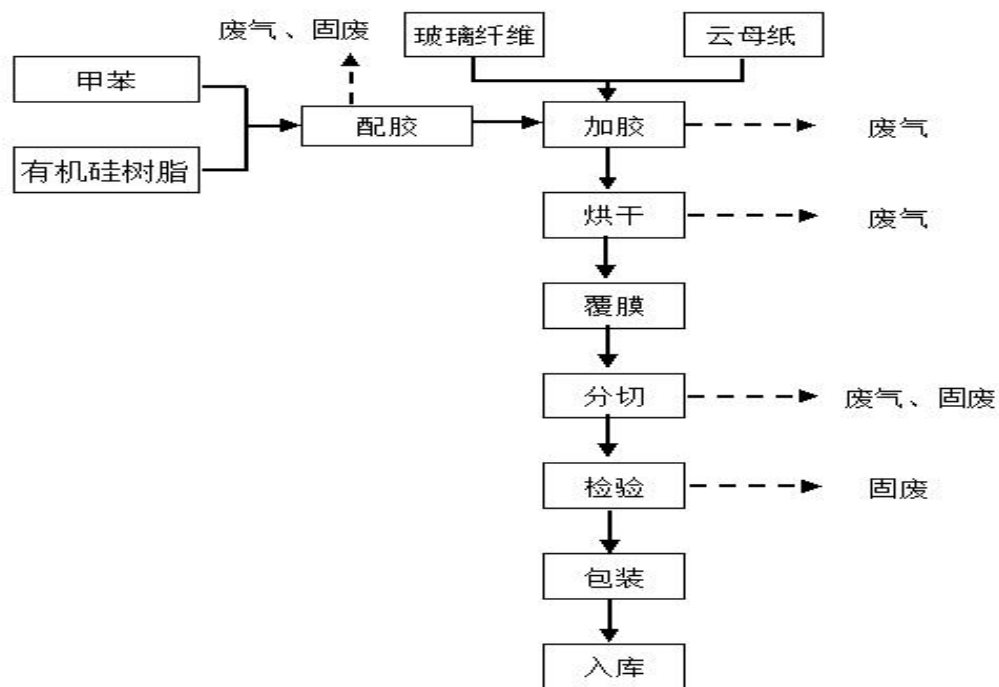 废气、固废
玻璃纤维
云母纸
甲苯
配胶
加胶
废气
有机硅树脂
烘干
废气
覆膜
分切
废气、固废
检验
固废
包装
入库